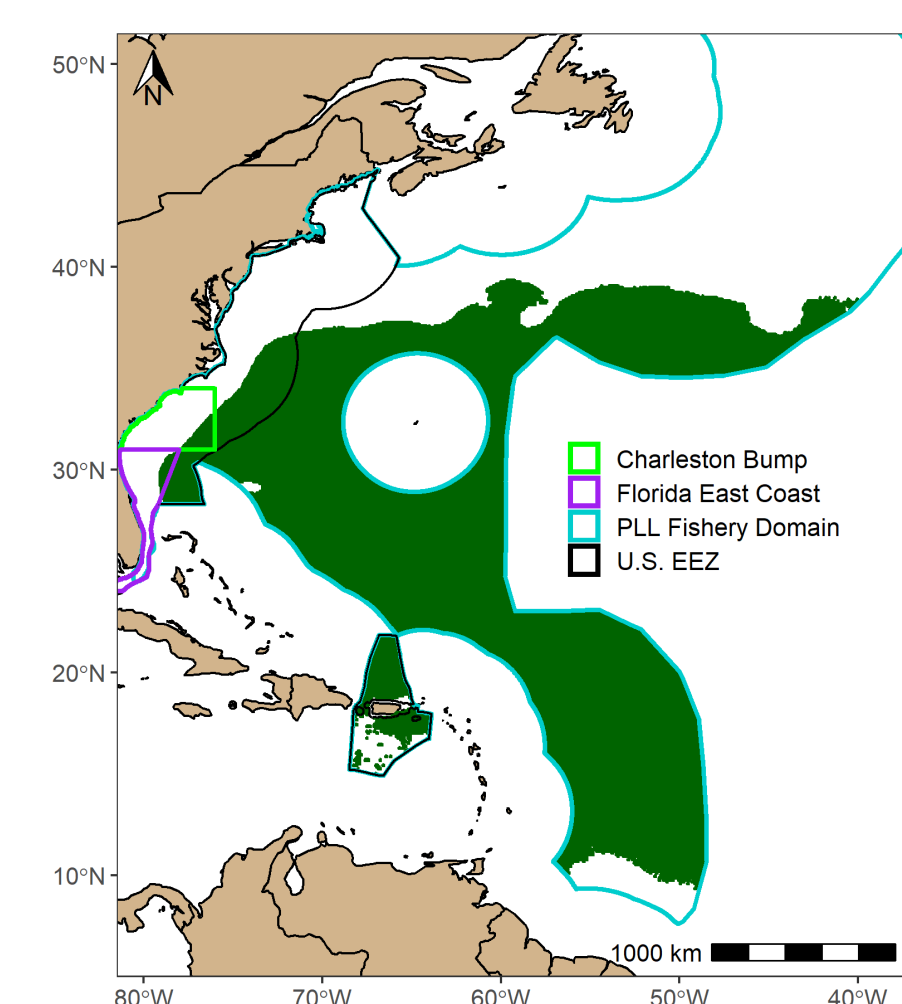 50°N
N
40°N
30°N
Charleston Bump
Florida East Coast
PLL Fishery Domain
U.S. EEZ
20°N
10°N
1000 km
80°W 70°W 60°W 50°W 40°W